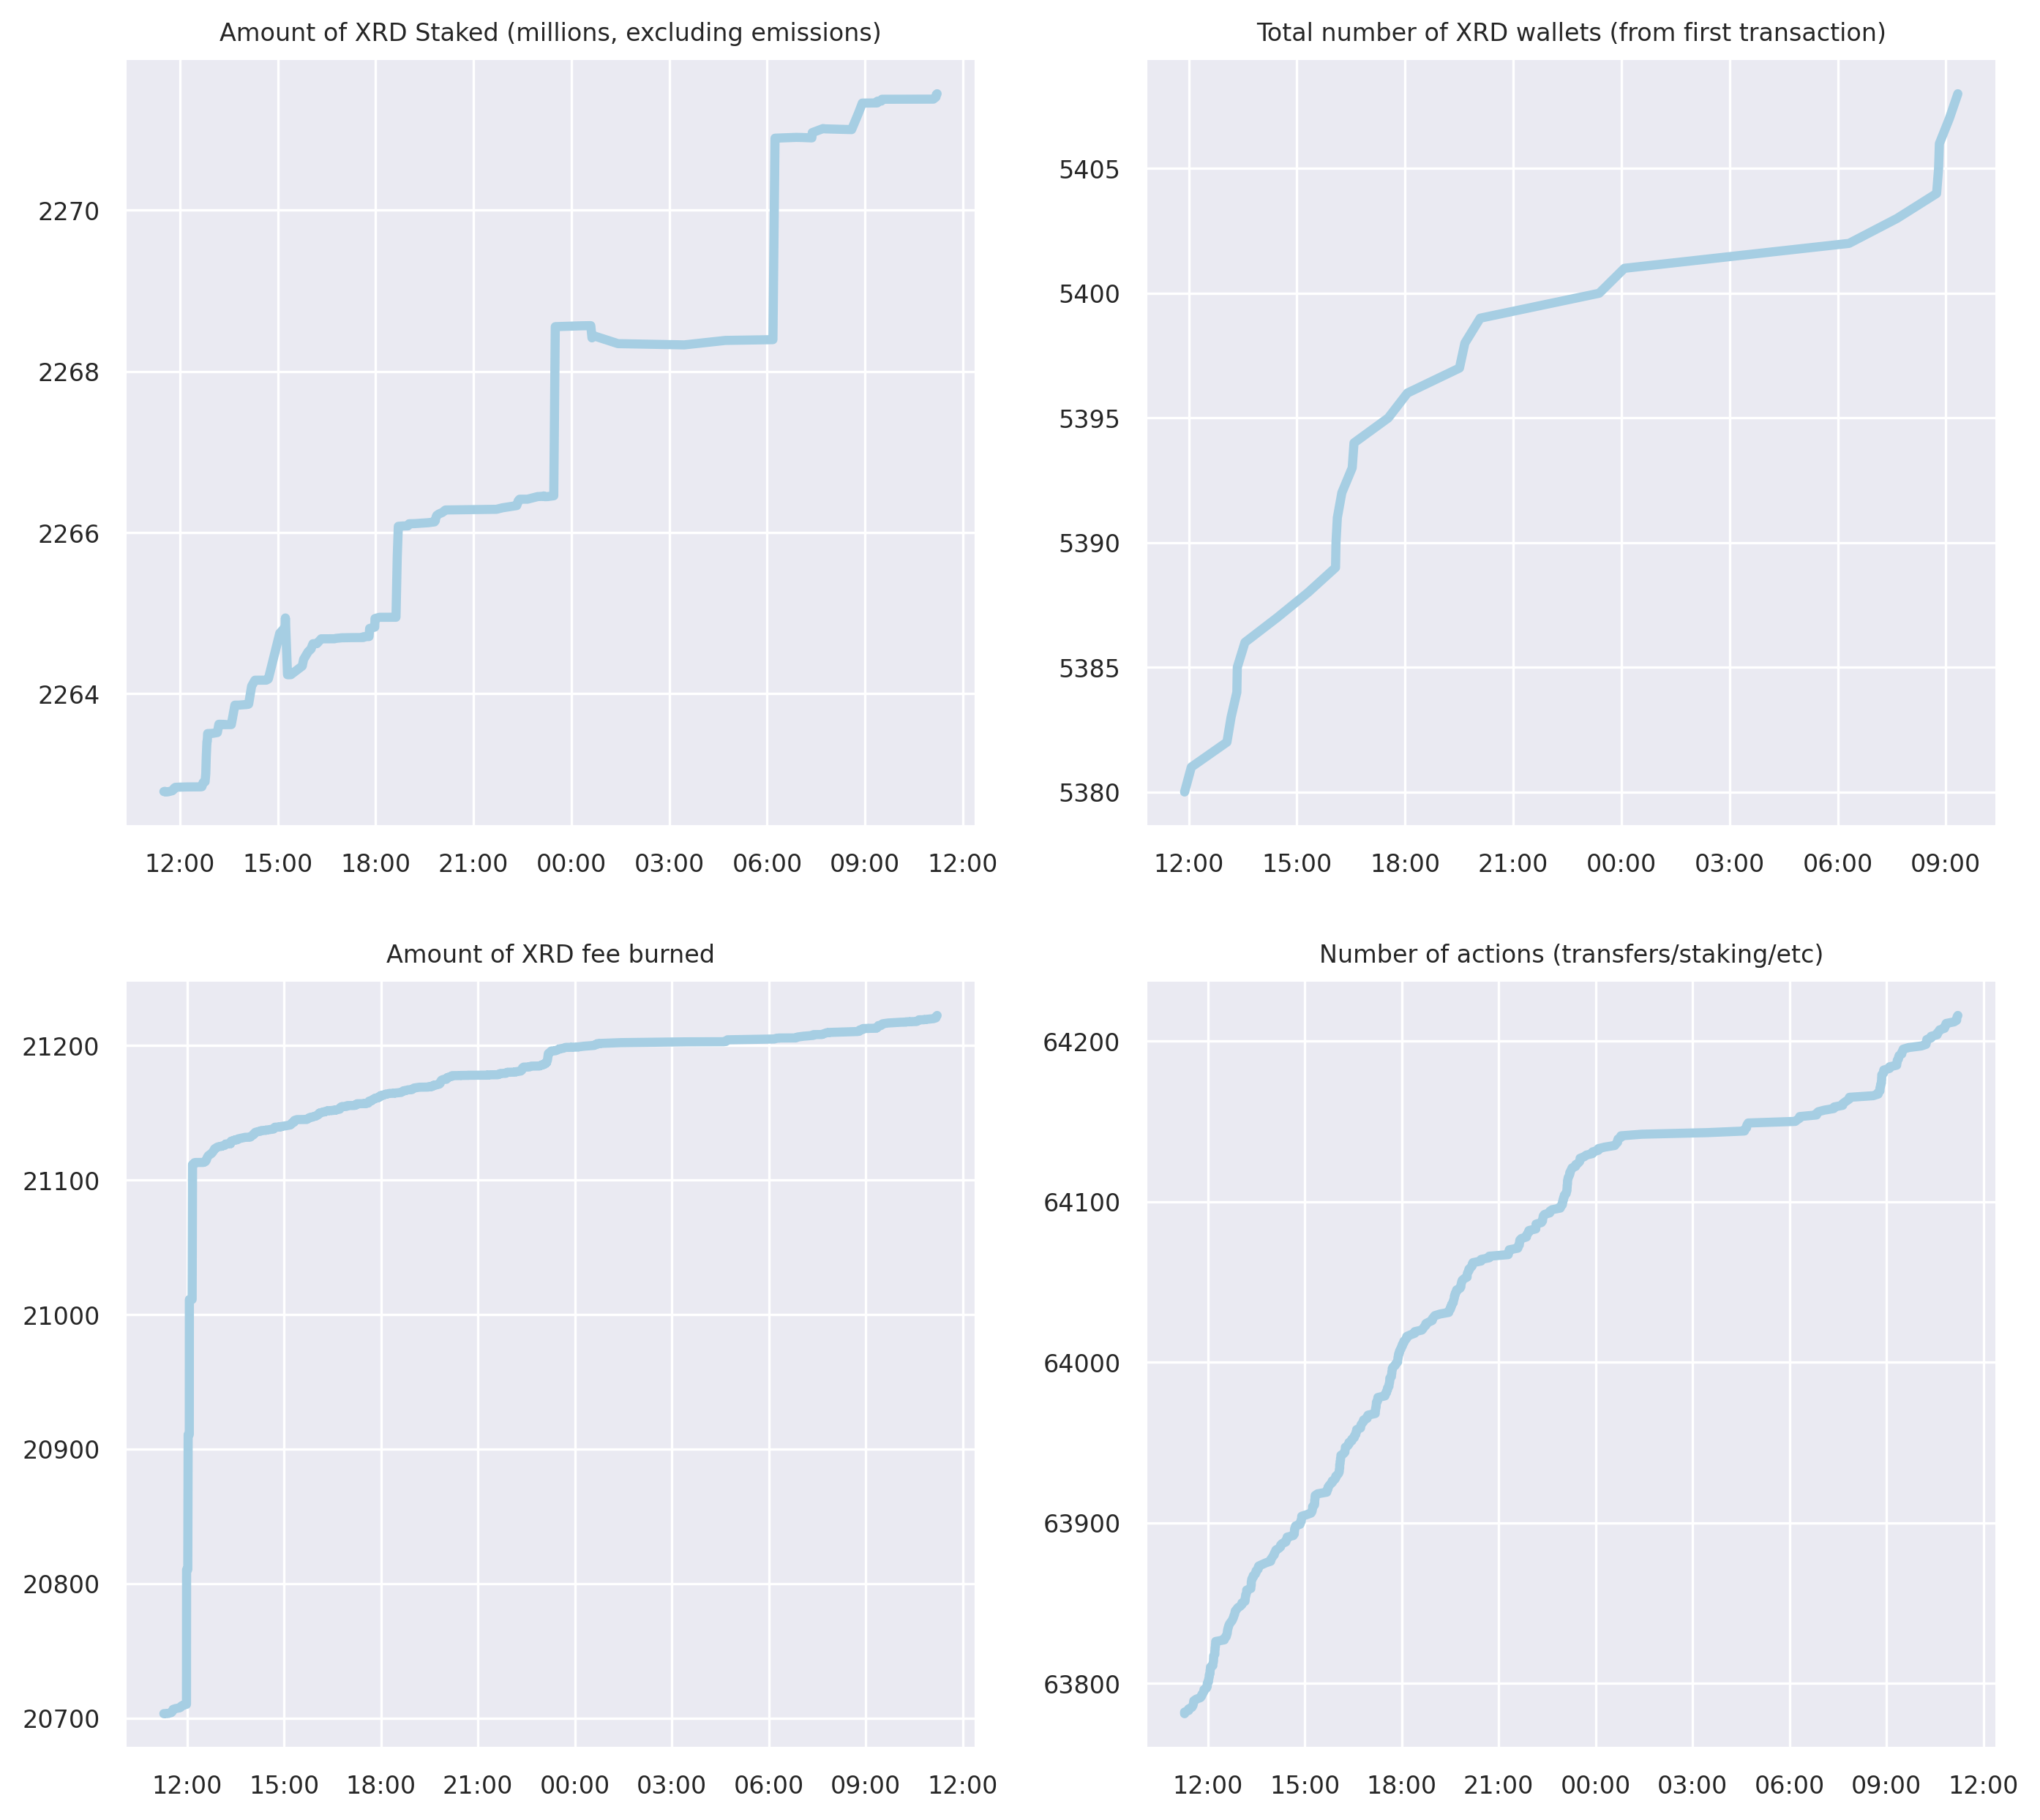 Amount of XRD Staked (millions, excluding emissions)
2270
2268
2266
2264
12:00 15:00 18:00 21:00 00:00 03:00 06:00 09:00 12:00
Total number of XRD wallets (from first transaction)
5405
5400
5395
5390
5385
5380
12:00 15:00 18:00 21:00 00:00 03:00 06:00 09:00
Amount of XRD fee burned
21200
21100
21000
20900
20800
20700
12:00 15:00 18:00 21:00 00:00 03:00 06:00 09:00 12:00
Number of actions (transfers/staking/etc)
64200
64100
64000
63900
63800
12:00 15:00 18:00 21:00 00:00 03:00 06:00 09:00 12:00